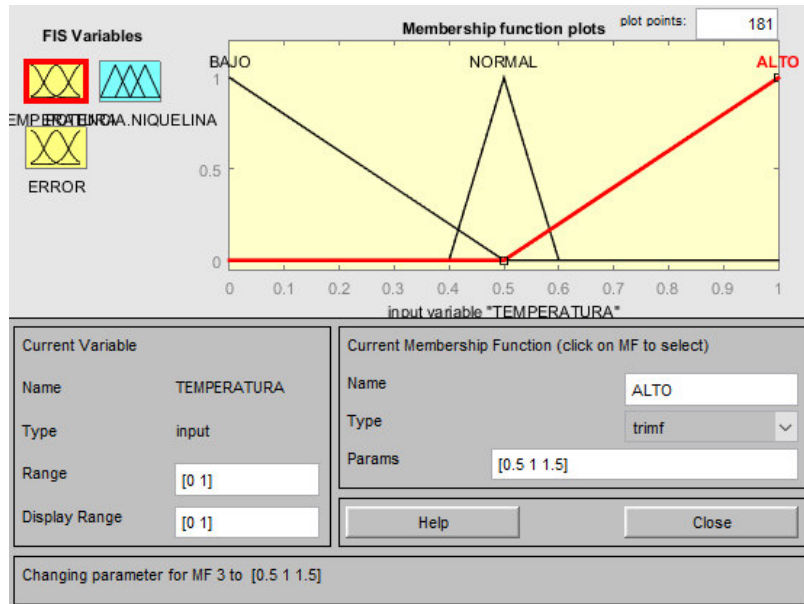 FIS Variables
Membership function plots
plot points:
181
BAJO
NORMAL
ALTO
TEMPERATURA
POTENCIA.NIQUELINA
ERROR
1
0.5
0
0 0.1 0.2 0.3 0.4 0.5 0.6 0.7 0.8 0.9 1
input variable "TEMPERATURA"
Current Variable
Name TEMPERATURA
Type input
Range [0 1]
Display Range [0 1]
Current Membership Function (click on MF to select)
Name ALTO
Type trimf
Params [0.5 1 1.5]
Help Close
Changing parameter for MF 3 to [0.5 1 1.5]